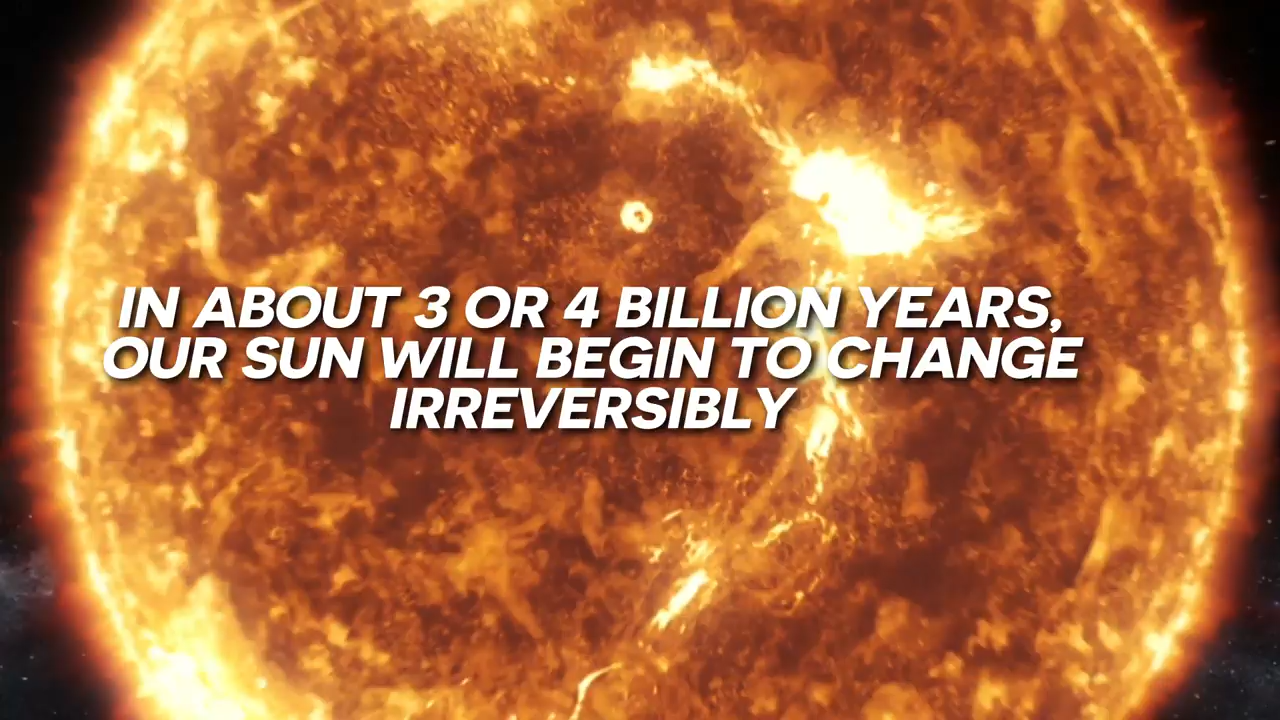 IN ABOUT 3 OR 4 BILLION YEARS,
OUR SUN WILL BEGIN TO CHANGE
IRREVERSIBLY